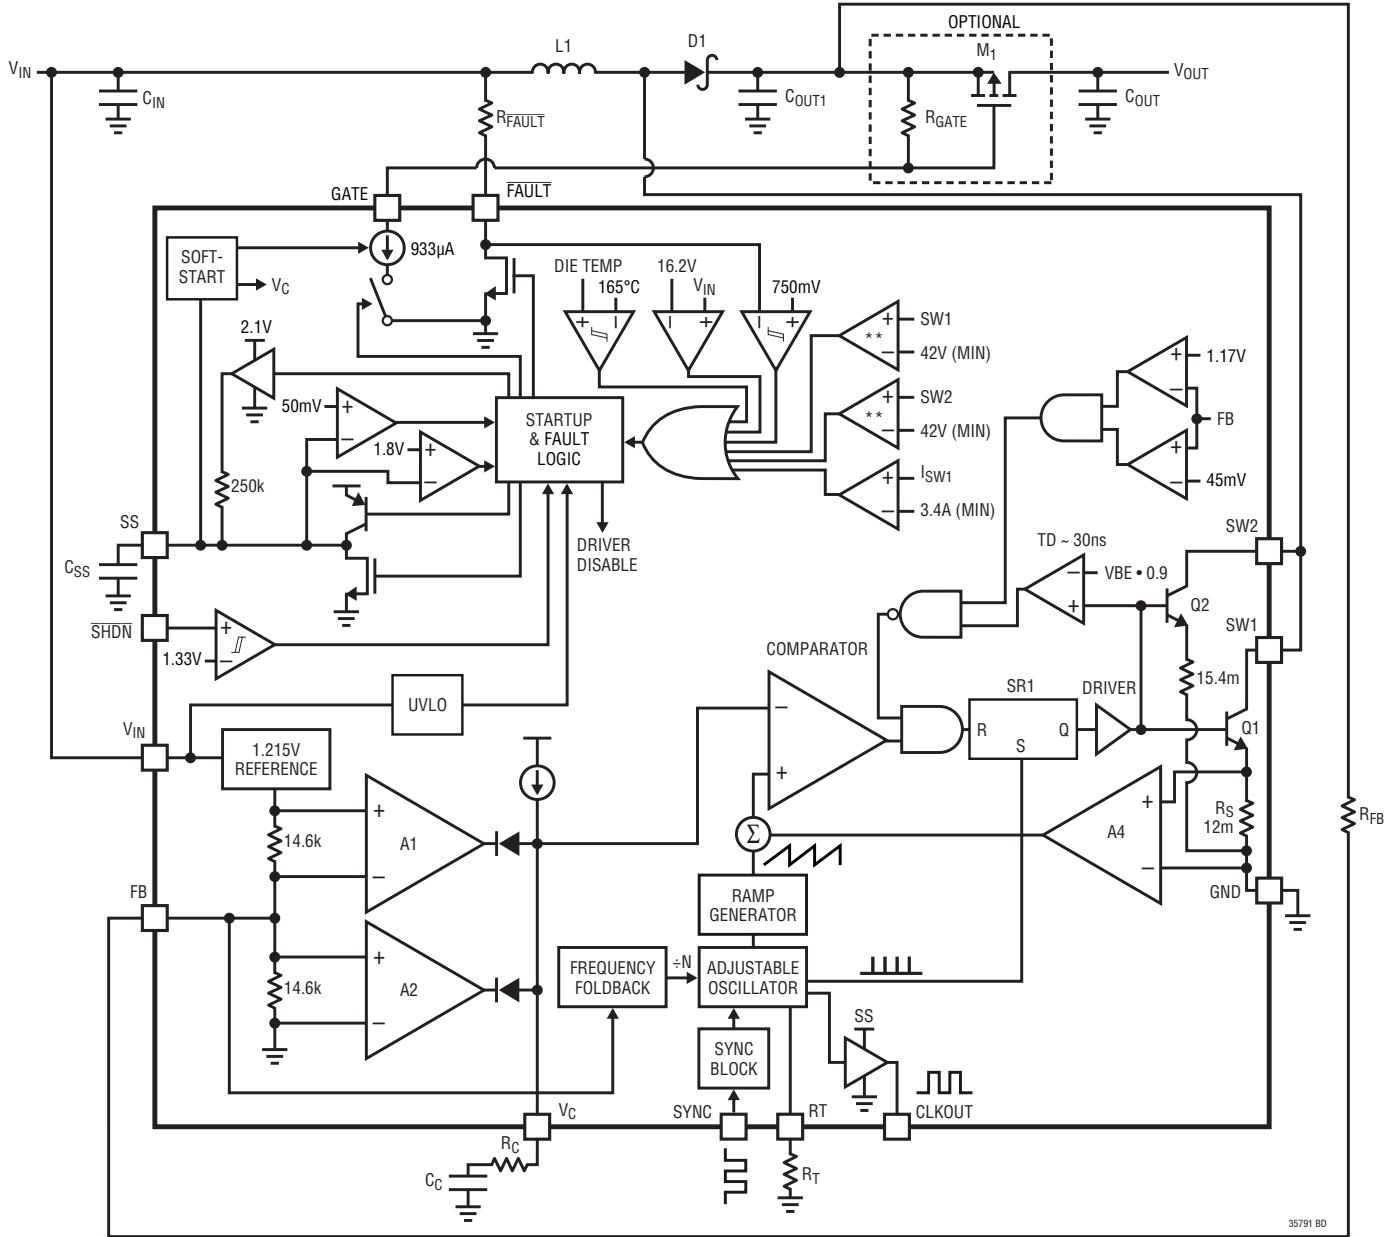 OPTIONAL
L1
D1
M1
VIN
VOUT
CIN
RFAULT
COUT1
RGATE
COUT
GATE
FAULT
SOFT-
START
VC
933µA
DIE TEMP
165°C
16.2V
VIN
750mV
+
−
−
+
−
+
SW1
42V (MIN)
+
**
−
SW2
42V (MIN)
+
**
−
ISW1
3.4A (MIN)
+
−
1.17V
+
−
FB
+
−
45mV
2.1V
50mV
+
−
1.8V
+
−
STARTUP
& FAULT
LOGIC
250k
SS
CSS
DRIVER
DISABLE
SHDN
+
−
1.33V
TD ~ 30ns
VBE • 0.9
−
+
Q2
SW2
SW1
15.4m
COMPARATOR
−
+
SR1
R
S
Q
DRIVER
Q1
UVLO
VIN
1.215V
REFERENCE
14.6k
+
A1
−
Σ
+
A4
−
RS
12m
RFB
GND
FB
14.6k
+
A2
−
RAMP
GENERATOR
FREQUENCY
FOLDBACK
÷N
ADJUSTABLE
OSCILLATOR
SYNC
BLOCK
SS
VC
SYNC
RT
CLKOUT
RC
CC
RT
35791 BD